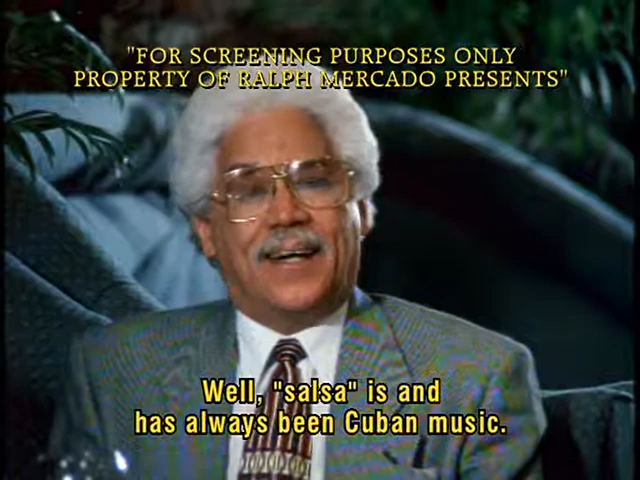 "FOR SCREENING PURPOSES ONLY
PROPERTY OF RALPH MERCADO PRESENTS"
Well, "salsa" is and
has always been Cuban music.